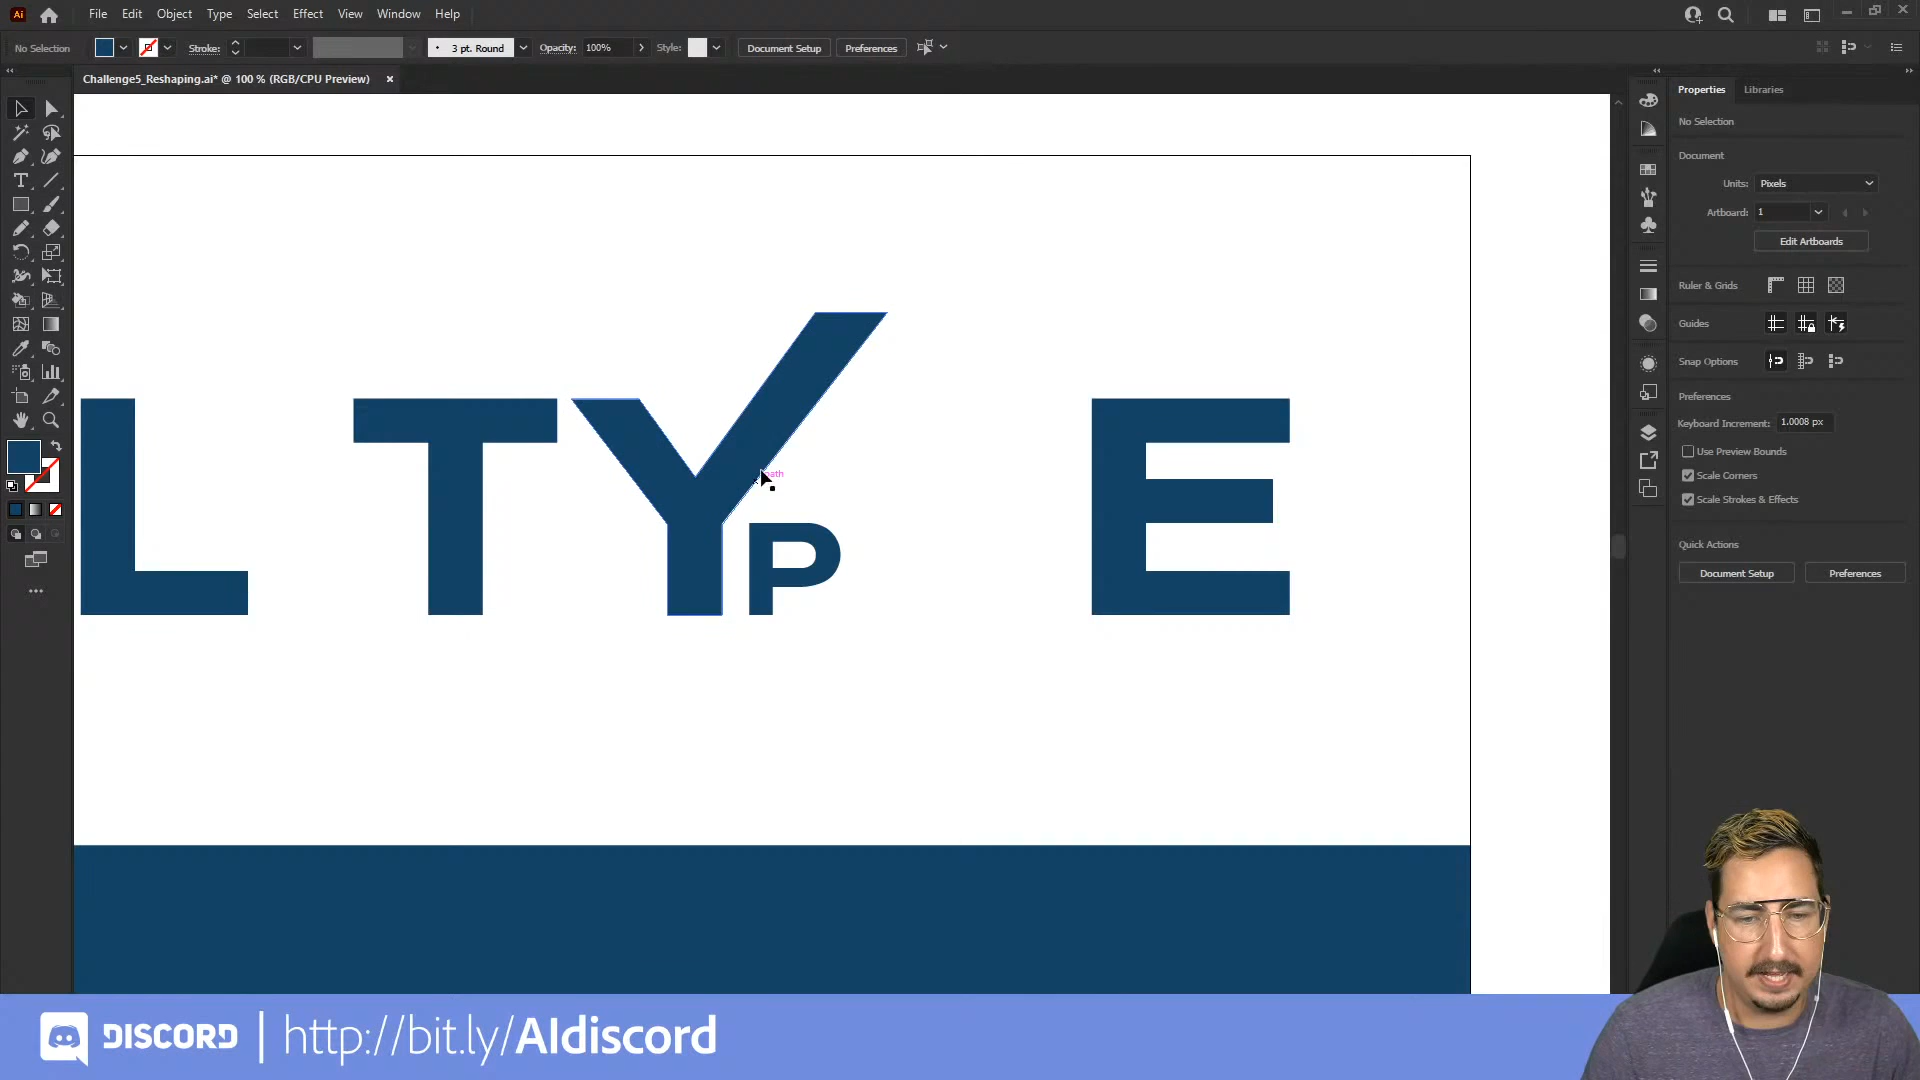 Ai
File Edit Object Type Select Effect View Window Help
No Selection
Stroke:
3 pt. Round
Opacity: 100%
Style:
Document Setup
Preferences
Challenge5_Reshaping.ai* @ 100 % (RGB/CPU Preview)
L T Y P E
Properties
Libraries
No Selection
Document
Units: Pixels
Artboard: 1
Edit Artboards
Ruler & Grids
Guides
Snap Options
Preferences
Keyboard Increment: 1.0008 px
Use Preview Bounds
Scale Corners
Scale Strokes & Effects
Quick Actions
Document Setup
Preferences
DISCORD | http://bit.ly/AIdiscord